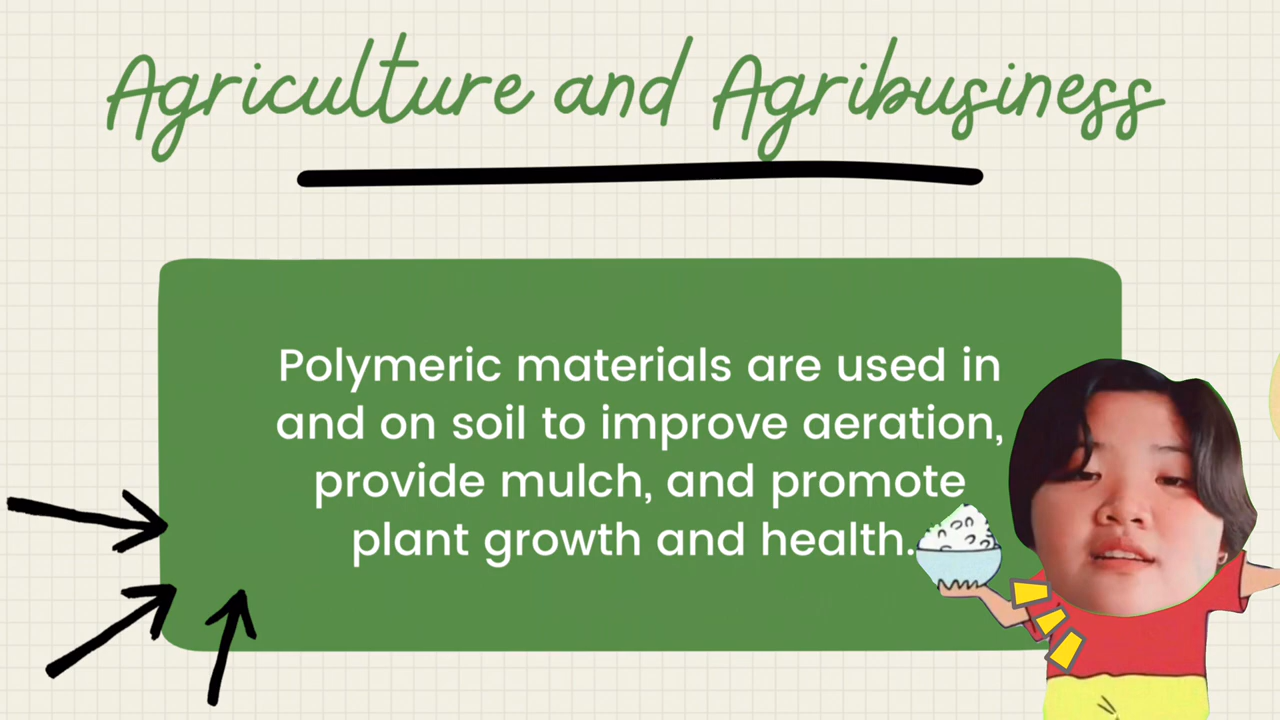 Agriculture and Agribusiness
Polymeric materials are used in
and on soil to improve aeration,
provide mulch, and promote
plant growth and health.